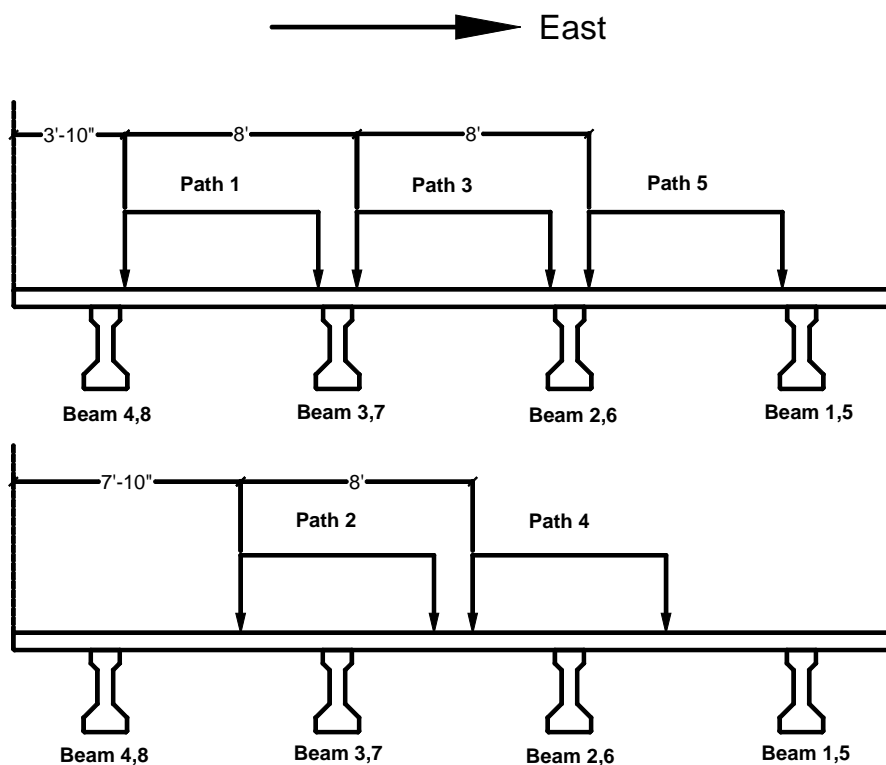 East
3'-10" 8' 8'
Path 1 Path 3 Path 5
Beam 4,8 Beam 3,7 Beam 2,6 Beam 1,5
7'-10" 8'
Path 2 Path 4
Beam 4,8 Beam 3,7 Beam 2,6 Beam 1,5